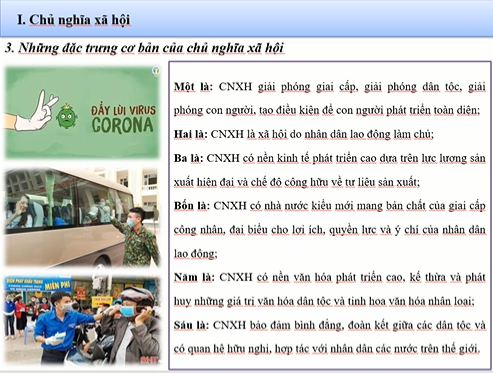 I. Chủ nghĩa xã hội
3. Những đặc trưng cơ bản của chủ nghĩa xã hội
ĐẨY LÙI VIRUS
CORONA
MIỄN PHÍ
Một là: CNXH giải phóng giai cấp, giải phóng dân tộc, giải
phóng con người, tạo điều kiện để con người phát triển toàn diện;
Hai là: CNXH là xã hội do nhân dân lao động làm chủ;
Ba là: CNXH có nền kinh tế phát triển cao dựa trên lực lượng sản
xuất hiện đại và chế độ công hữu về tư liệu sản xuất;
Bốn là: CNXH có nhà nước kiểu mới mang bản chất của giai cấp
công nhân, đại biểu cho lợi ích, quyền lực và ý chí của nhân dân
lao động;
Năm là: CNXH có nền văn hóa phát triển cao, kế thừa và phát
huy những giá trị văn hóa dân tộc và tinh hoa văn hóa nhân loại;
Sáu là: CNXH bảo đảm bình đẳng, đoàn kết giữa các dân tộc và
có quan hệ hữu nghị, hợp tác với nhân dân các nước trên thế giới.